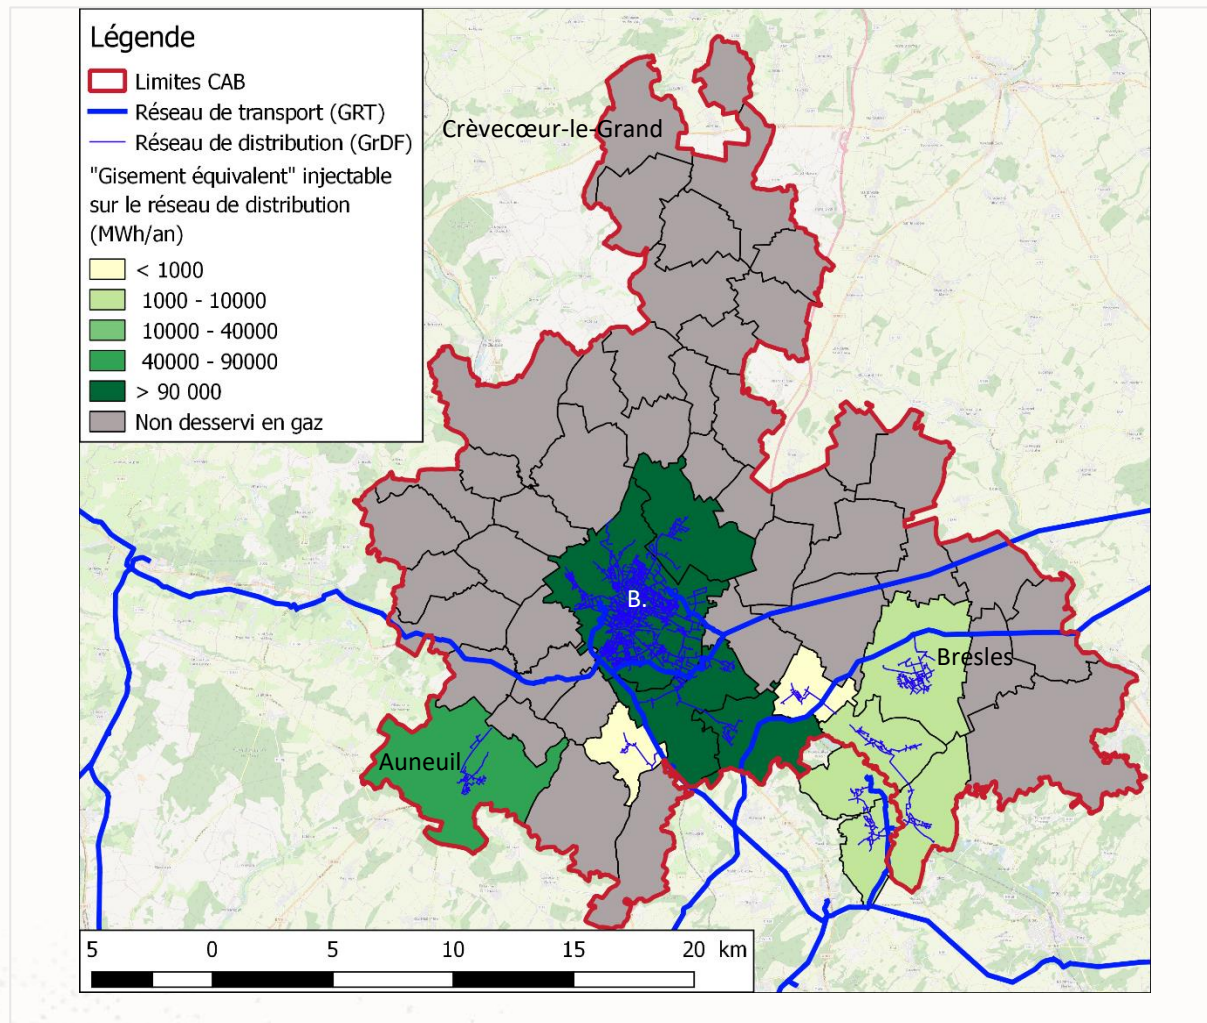 Légende
Limites CAB
Réseau de transport (GRT)
Réseau de distribution (GrDF)
"Gisement équivalent" injectable
sur le réseau de distribution
(MWh/an)
< 1000
1000 - 10000
10000 - 40000
40000 - 90000
> 90 000
Non desservi en gaz
Crèvecœur-le-Grand
B.
Bresles
Auneuil
5 0 5 10 15 20 km